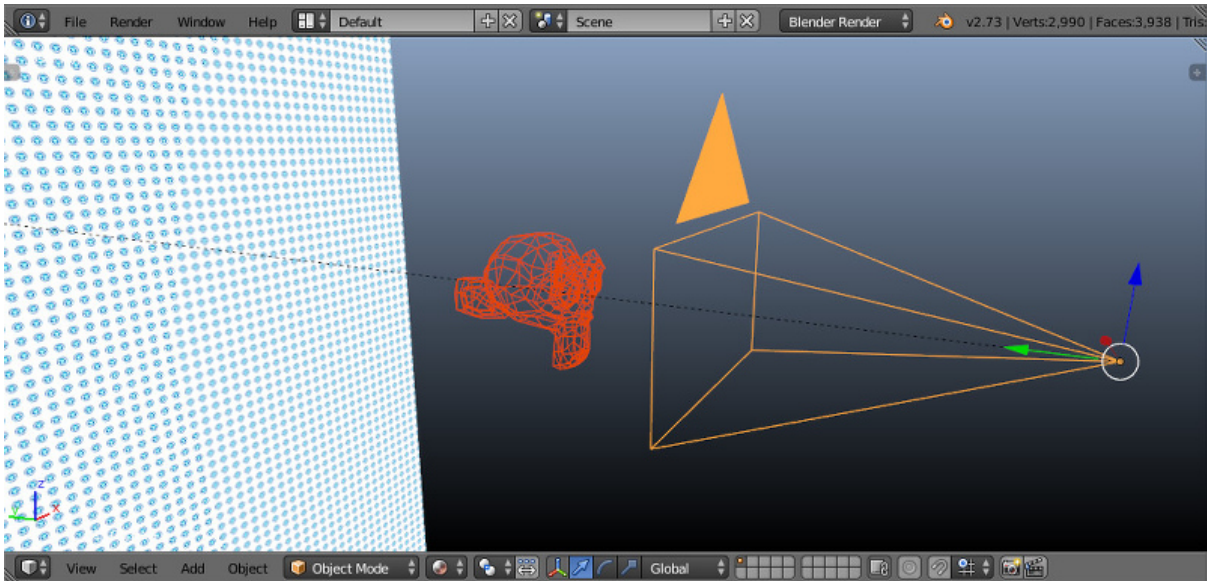 File Render Window Help Default Scene Blender Render v2.73 | Verts:2,990 | Faces:3,938 | Tris:
z
y x
View Select Add Object Object Mode Global